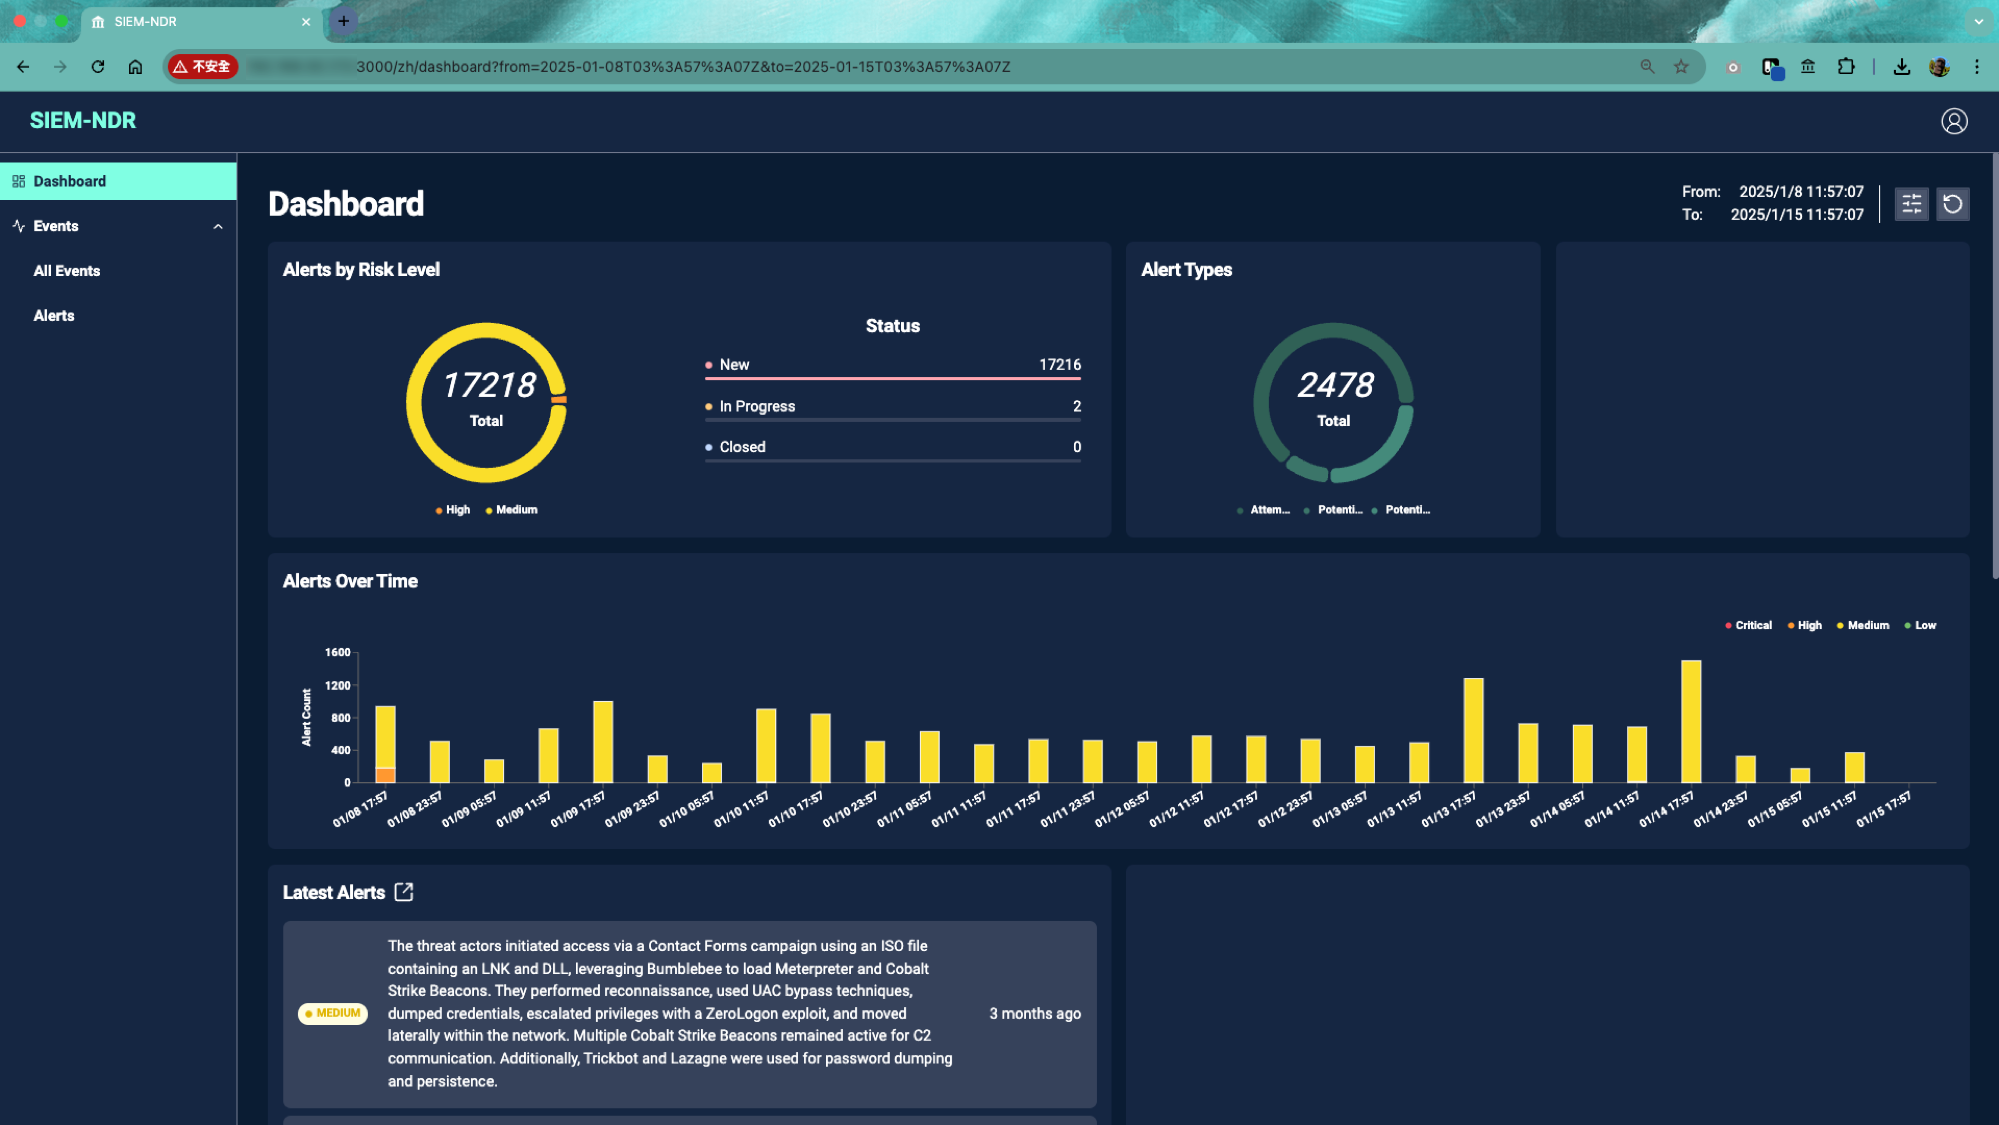 SIEM-NDR
不安全
3000/zh/dashboard?from=2025-01-08T03%3A57%3A07Z&to=2025-01-15T03%3A57%3A07Z
SIEM-NDR
Dashboard
Events
All Events
Alerts
Dashboard
From: 2025/1/8 11:57:07
To: 2025/1/15 11:57:07
Alerts by Risk Level
17218
Total
High Medium
Status
New 17216
In Progress 2
Closed 0
Alert Types
2478
Total
Attem... Potenti... Potenti...
Alerts Over Time
Critical High Medium Low
Alert Count
1600
1200
800
400
0
01/08 17:57 01/08 23:57 01/09 05:57 01/09 11:57 01/09 17:57 01/09 23:57 01/10 05:57 01/10 11:57 01/10 17:57 01/10 23:57 01/11 05:57 01/11 11:57 01/11 17:57 01/11 23:57 01/12 05:57 01/12 11:57 01/12 17:57 01/12 23:57 01/13 05:57 01/13 11:57 01/13 17:57 01/13 23:57 01/14 05:57 01/14 11:57 01/14 17:57 01/14 23:57 01/15 05:57 01/15 11:57 01/15 17:57
Latest Alerts
MEDIUM
The threat actors initiated access via a Contact Forms campaign using an ISO file
containing an LNK and DLL, leveraging Bumblebee to load Meterpreter and Cobalt
Strike Beacons. They performed reconnaissance, used UAC bypass techniques,
dumped credentials, escalated privileges with a ZeroLogon exploit, and moved
laterally within the network. Multiple Cobalt Strike Beacons remained active for C2
communication. Additionally, Trickbot and Lazagne were used for password dumping
and persistence.
3 months ago